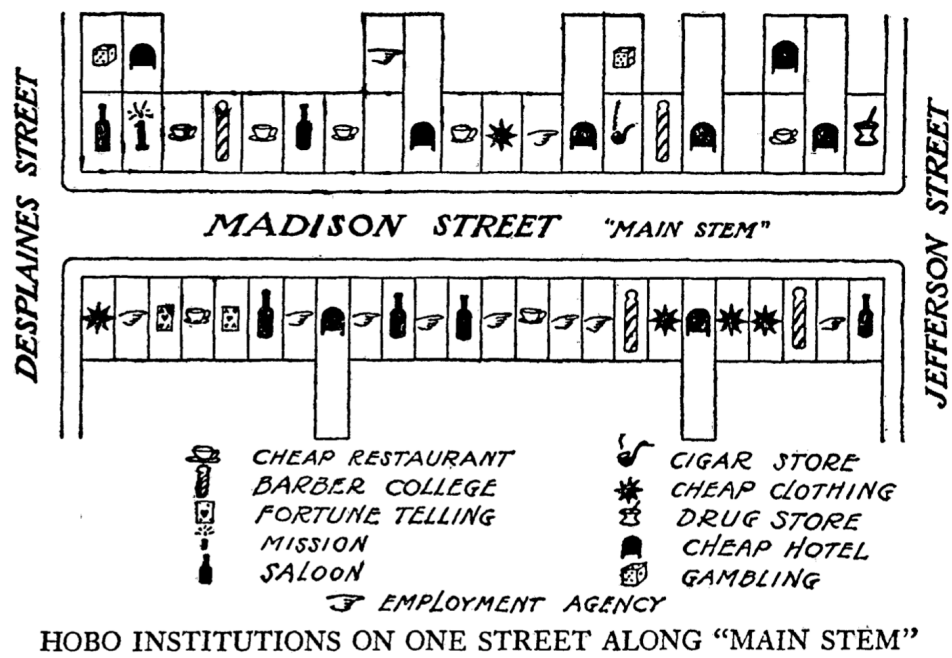 DESPLAINES STREET
MADISON STREET "MAIN STEM"
JEFFERSON STREET
CHEAP RESTAURANT
BARBER COLLEGE
FORTUNE TELLING
MISSION
SALOON
CIGAR STORE
CHEAP CLOTHING
DRUG STORE
CHEAP HOTEL
GAMBLING
EMPLOYMENT AGENCY
HOBO INSTITUTIONS ON ONE STREET ALONG “MAIN STEM”